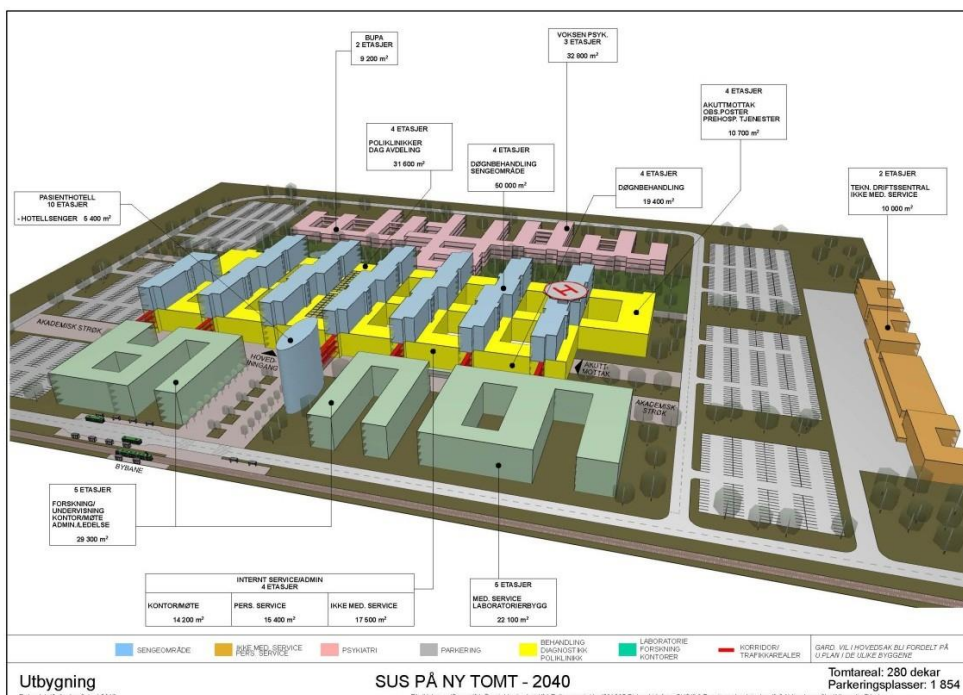 BUPA
2 ETASJER
9 200 m²
VOKSEN PSYK.
3 ETASJER
32 800 m²
4 ETASJER
AKUTTMOTTAK
OBS.POSTER
PREHOSP. TJENESTER
10 700 m²
4 ETASJER
POLIKLINIKKER
DAG AVDELING
31 600 m²
4 ETASJER
DØGNBEHANDLING
SENGEOMRÅDE
50 000 m²
4 ETASJER
DØGNBEHANDLING
19 400 m²
2 ETASJER
TEKN. DRIFTSSENTRAL
IKKE MED. SERVICE
10 000 m²
PASIENTHOTELL
10 ETASJER
- HOTELLSENGER 5 400 m²
H
AKADEMISK STRØK
HOVED-
INNGANG
AKUTT-
MOTTAK
AKADEMISK
STRØK
BYBANE
5 ETASJER
FORSKNING/
UNDERVISNING
KONTOR/MØTE
ADMIN./LEDELSE
29 300 m²
INTERNT SERVICE/ADMIN
4 ETASJER
KONTOR/MØTE PERS. SERVICE IKKE MED. SERVICE
14 200 m² 15 400 m² 17 500 m²
5 ETASJER
MED. SERVICE
LABORATORIEBYGG
22 100 m²
SENGEOMRÅDE
IKKE MED. SERVICE
PERS. SERVICE
PSYKIATRI
PARKERING
BEHANDLING
DIAGNOSTIKK
POLIKLINIKK
LABORATORIE
FORSKNING
KONTORER
KORRIDOR/
TRAFIKKAREALER
GARD. VIL I HOVEDSAK BLI FORDELT PÅ
U.PLAN I DE ULIKE BYGGENE
Utbygning
SUS PÅ NY TOMT - 2040
Tomtareal: 280 dekar
Parkeringsplasser: 1 854